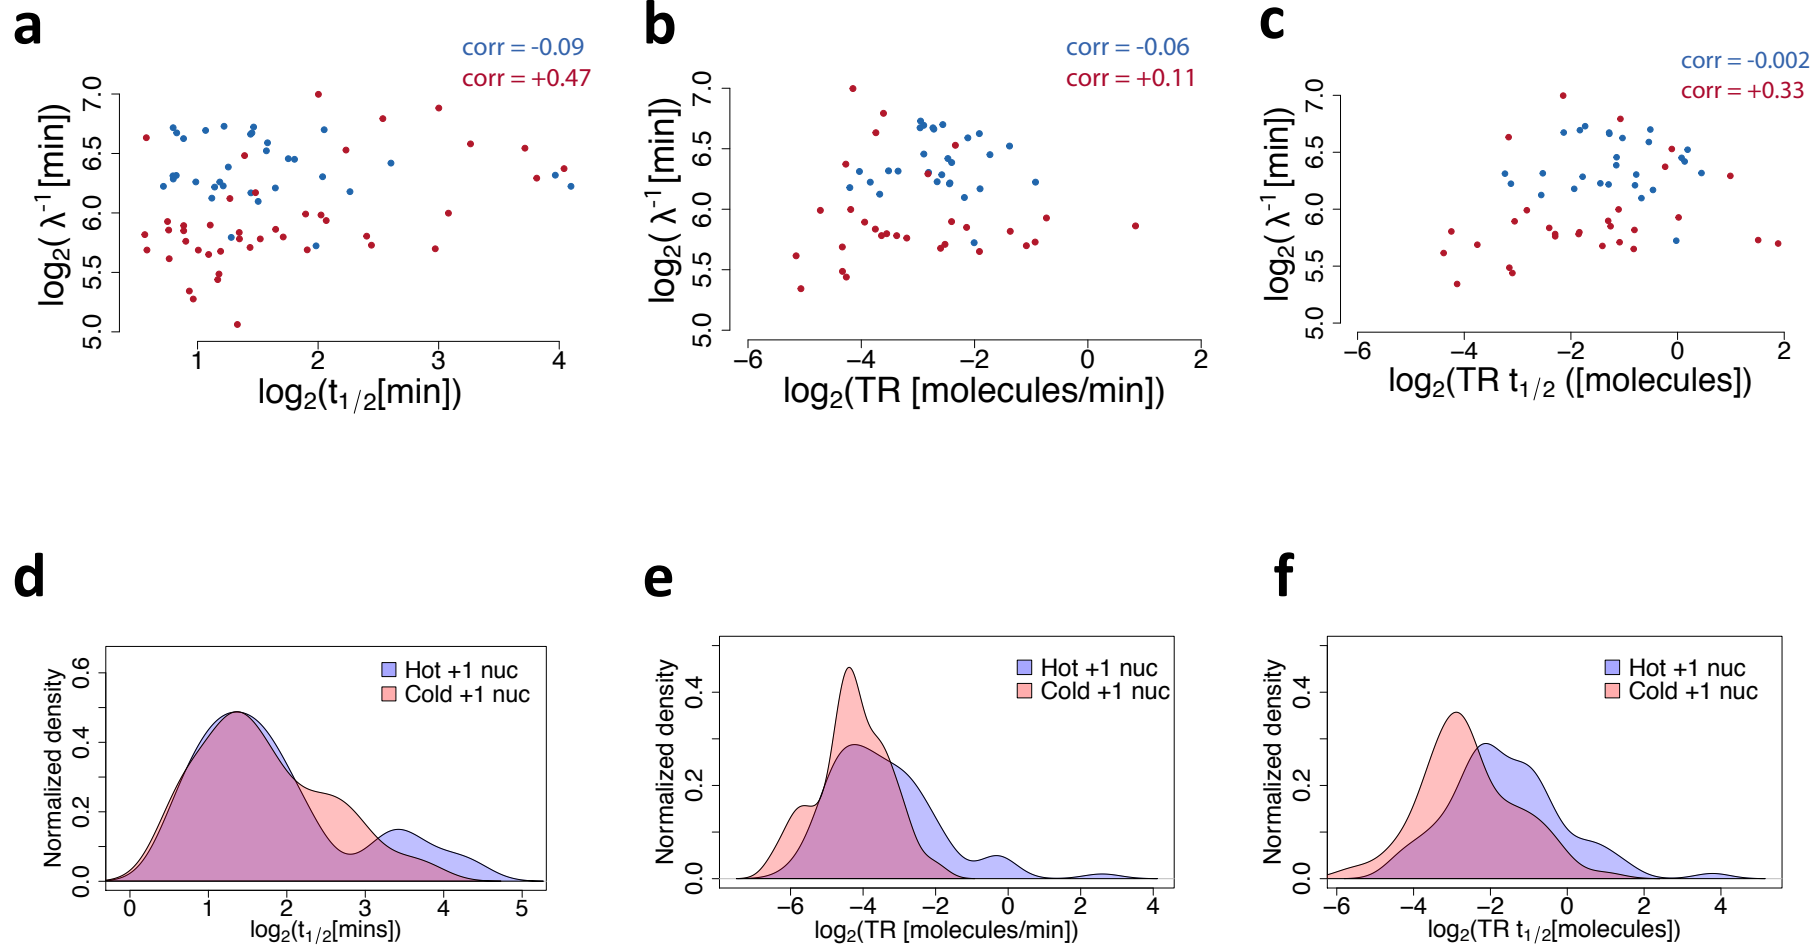 a
corr = -0.09
corr = +0.47
log2( λ-1 [min])
7.0
6.5
6.0
5.5
5.0
1 2 3 4
log2(t1/2[min])
b
corr = -0.06
corr = +0.11
log2( λ-1 [min])
7.0
6.5
6.0
5.5
5.0
−6 −4 −2 0 2
log2(TR [molecules/min])
c
corr = -0.002
corr = +0.33
log2( λ-1 [min])
7.0
6.5
6.0
5.5
5.0
−6 −4 −2 0 2
log2(TR t1/2 ([molecules])
d
Normalized density
0.6
0.4
0.2
0.0
Hot +1 nuc
Cold +1 nuc
0 1 2 3 4 5
log2(t1/2[mins])
e
Normalized density
0.4
0.2
0.0
Hot +1 nuc
Cold +1 nuc
−6 −4 −2 0 2 4
log2(TR [molecules/min])
f
Normalized density
0.4
0.2
0.0
Hot +1 nuc
Cold +1 nuc
−6 −4 −2 0 2 4
log2(TR t1/2[molecules])